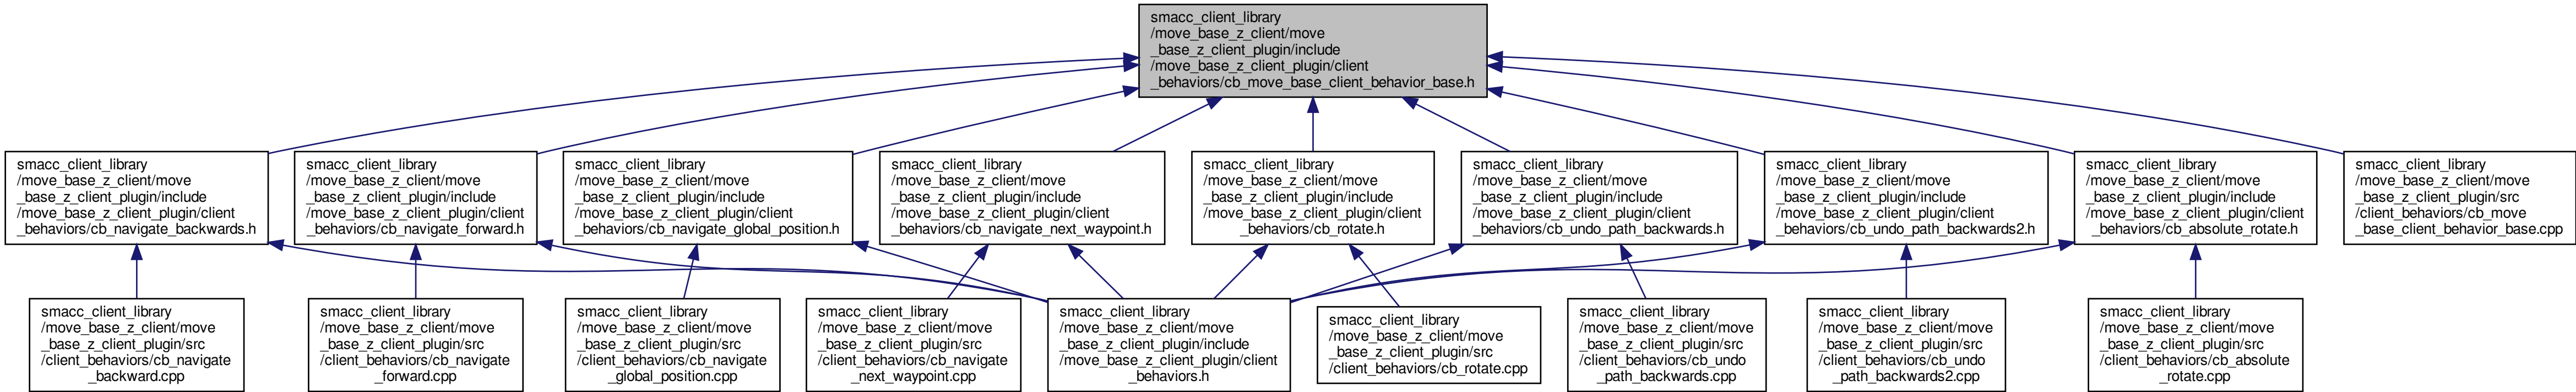 smacc_client_library
/move_base_z_client/move
_base_z_client_plugin/include
/move_base_z_client_plugin/client
_behaviors/cb_move_base_client_behavior_base.h
smacc_client_library
/move_base_z_client/move
_base_z_client_plugin/include
/move_base_z_client_plugin/client
_behaviors/cb_navigate_backwards.h
smacc_client_library
/move_base_z_client/move
_base_z_client_plugin/include
/move_base_z_client_plugin/client
_behaviors/cb_navigate_forward.h
smacc_client_library
/move_base_z_client/move
_base_z_client_plugin/include
/move_base_z_client_plugin/client
_behaviors/cb_navigate_global_position.h
smacc_client_library
/move_base_z_client/move
_base_z_client_plugin/include
/move_base_z_client_plugin/client
_behaviors/cb_navigate_next_waypoint.h
smacc_client_library
/move_base_z_client/move
_base_z_client_plugin/include
/move_base_z_client_plugin/client
_behaviors/cb_rotate.h
smacc_client_library
/move_base_z_client/move
_base_z_client_plugin/include
/move_base_z_client_plugin/client
_behaviors/cb_undo_path_backwards.h
smacc_client_library
/move_base_z_client/move
_base_z_client_plugin/include
/move_base_z_client_plugin/client
_behaviors/cb_undo_path_backwards2.h
smacc_client_library
/move_base_z_client/move
_base_z_client_plugin/include
/move_base_z_client_plugin/client
_behaviors/cb_absolute_rotate.h
smacc_client_library
/move_base_z_client/move
_base_z_client_plugin/src
/client_behaviors/cb_move
_base_client_behavior_base.cpp
smacc_client_library
/move_base_z_client/move
_base_z_client_plugin/src
/client_behaviors/cb_navigate
_backward.cpp
smacc_client_library
/move_base_z_client/move
_base_z_client_plugin/src
/client_behaviors/cb_navigate
_forward.cpp
smacc_client_library
/move_base_z_client/move
_base_z_client_plugin/src
/client_behaviors/cb_navigate
_global_position.cpp
smacc_client_library
/move_base_z_client/move
_base_z_client_plugin/src
/client_behaviors/cb_navigate
_next_waypoint.cpp
smacc_client_library
/move_base_z_client/move
_base_z_client_plugin/include
/move_base_z_client_plugin/client
_behaviors.h
smacc_client_library
/move_base_z_client/move
_base_z_client_plugin/src
/client_behaviors/cb_rotate.cpp
smacc_client_library
/move_base_z_client/move
_base_z_client_plugin/src
/client_behaviors/cb_undo
_path_backwards.cpp
smacc_client_library
/move_base_z_client/move
_base_z_client_plugin/src
/client_behaviors/cb_undo
_path_backwards2.cpp
smacc_client_library
/move_base_z_client/move
_base_z_client_plugin/src
/client_behaviors/cb_absolute
_rotate.cpp